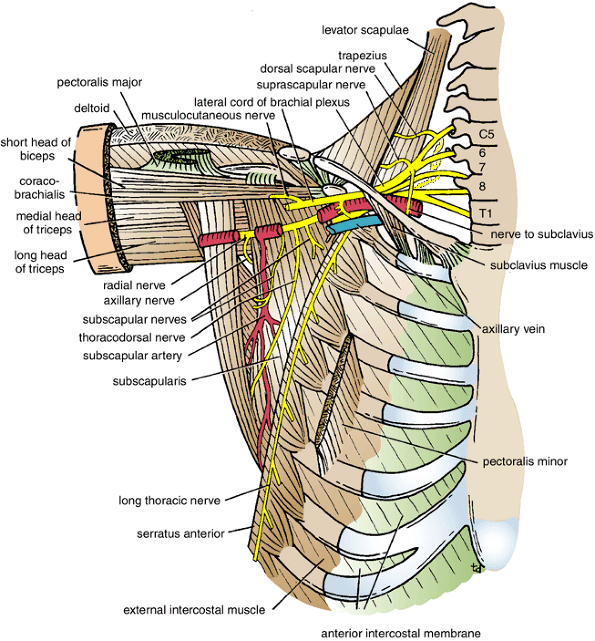 levator scapulae
trapezius
dorsal scapular nerve
suprascapular nerve
pectoralis major
lateral cord of brachial plexus
deltoid
musculocutaneous nerve
short head of
biceps
coraco-
brachialis
medial head
of triceps
long head
of triceps
C5
6
7
8
T1
nerve to subclavius
subclavius muscle
radial nerve
axillary nerve
subscapular nerves
thoracodorsal nerve
subscapular artery
subscapularis
axillary vein
pectoralis minor
long thoracic nerve
serratus anterior
external intercostal muscle
anterior intercostal membrane